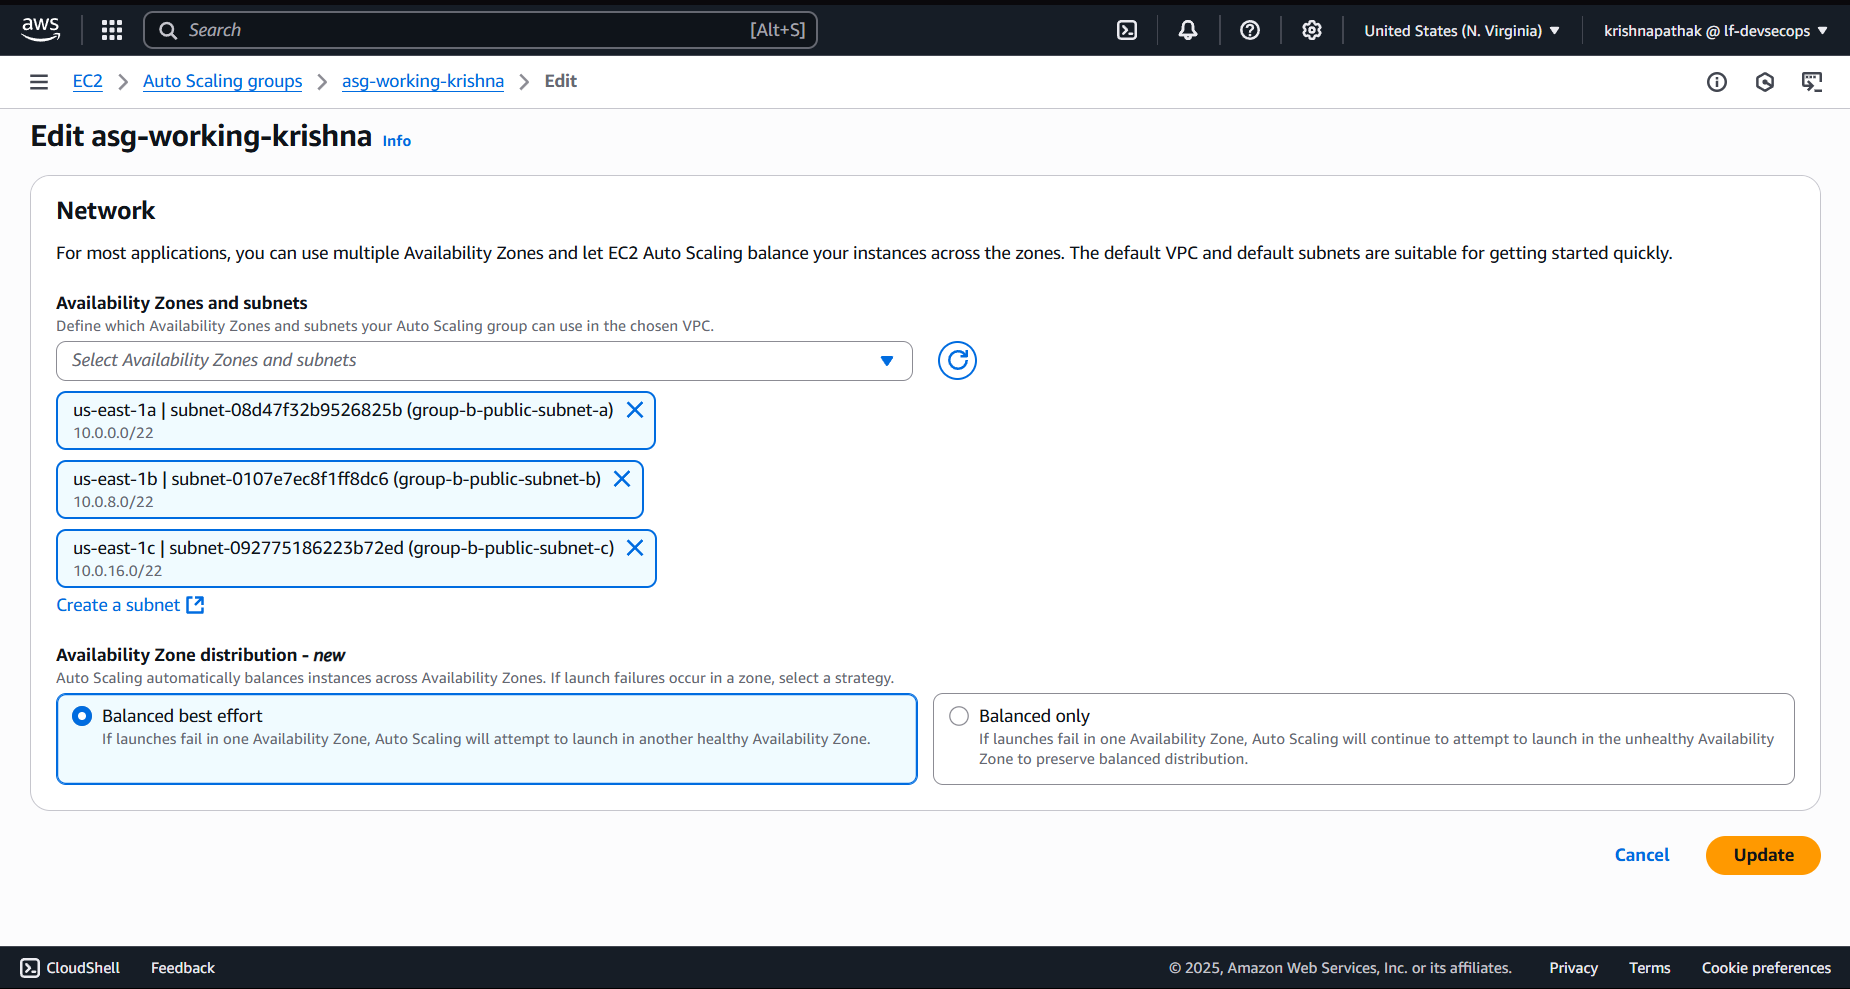 aws
Search [Alt+S]
United States (N. Virginia)
krishnapathak @ lf-devsecops
EC2 > Auto Scaling groups > asg-working-krishna > Edit
Edit asg-working-krishna Info
Network
For most applications, you can use multiple Availability Zones and let EC2 Auto Scaling balance your instances across the zones. The default VPC and default subnets are suitable for getting started quickly.
Availability Zones and subnets
Define which Availability Zones and subnets your Auto Scaling group can use in the chosen VPC.
Select Availability Zones and subnets
us-east-1a | subnet-08d47f32b9526825b (group-b-public-subnet-a)
10.0.0.0/22
us-east-1b | subnet-0107e7ec8f1ff8dc6 (group-b-public-subnet-b)
10.0.8.0/22
us-east-1c | subnet-092775186223b72ed (group-b-public-subnet-c)
10.0.16.0/22
Create a subnet
Availability Zone distribution - new
Auto Scaling automatically balances instances across Availability Zones. If launch failures occur in a zone, select a strategy.
Balanced best effort
If launches fail in one Availability Zone, Auto Scaling will attempt to launch in another healthy Availability Zone.
Balanced only
If launches fail in one Availability Zone, Auto Scaling will continue to attempt to launch in the unhealthy Availability
Zone to preserve balanced distribution.
Cancel
Update
CloudShell
Feedback
© 2025, Amazon Web Services, Inc. or its affiliates.
Privacy
Terms
Cookie preferences